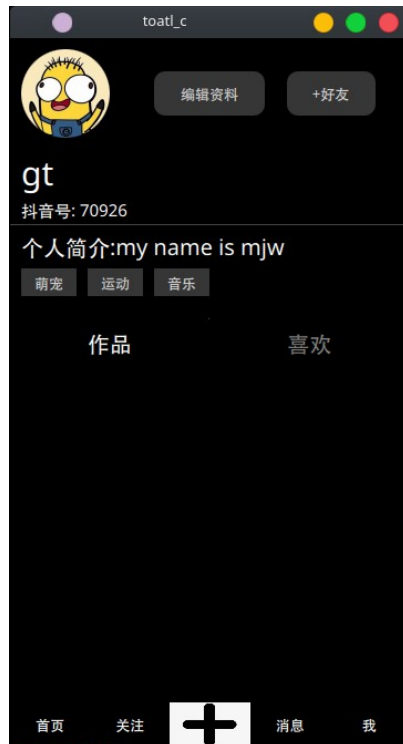 toatl_c
编辑资料 +好友
gt
抖音号: 70926
个人简介:my name is mjw
萌宠 运动 音乐
作品 喜欢
首页 关注 消息 我